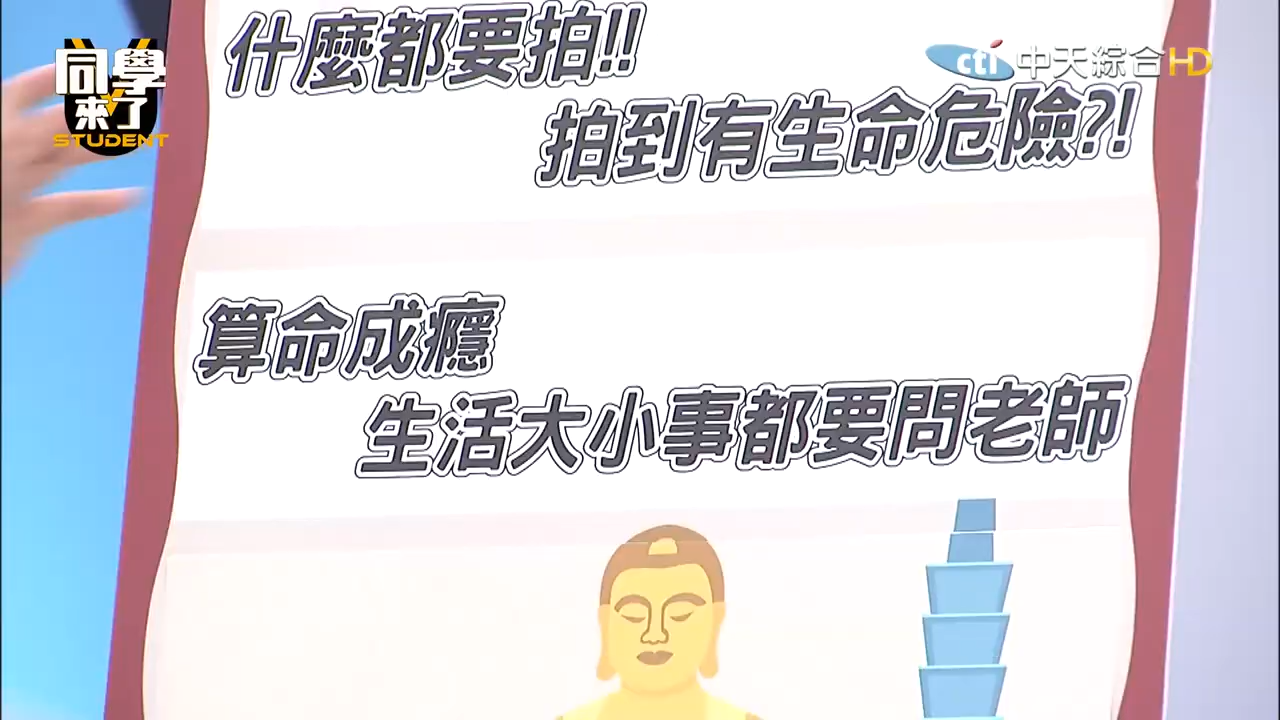 同學
來了
STUDENT
cti 中天綜合HD
什麼都要拍!!
拍到有生命危險?!
算命成癮
生活大小事都要問老師